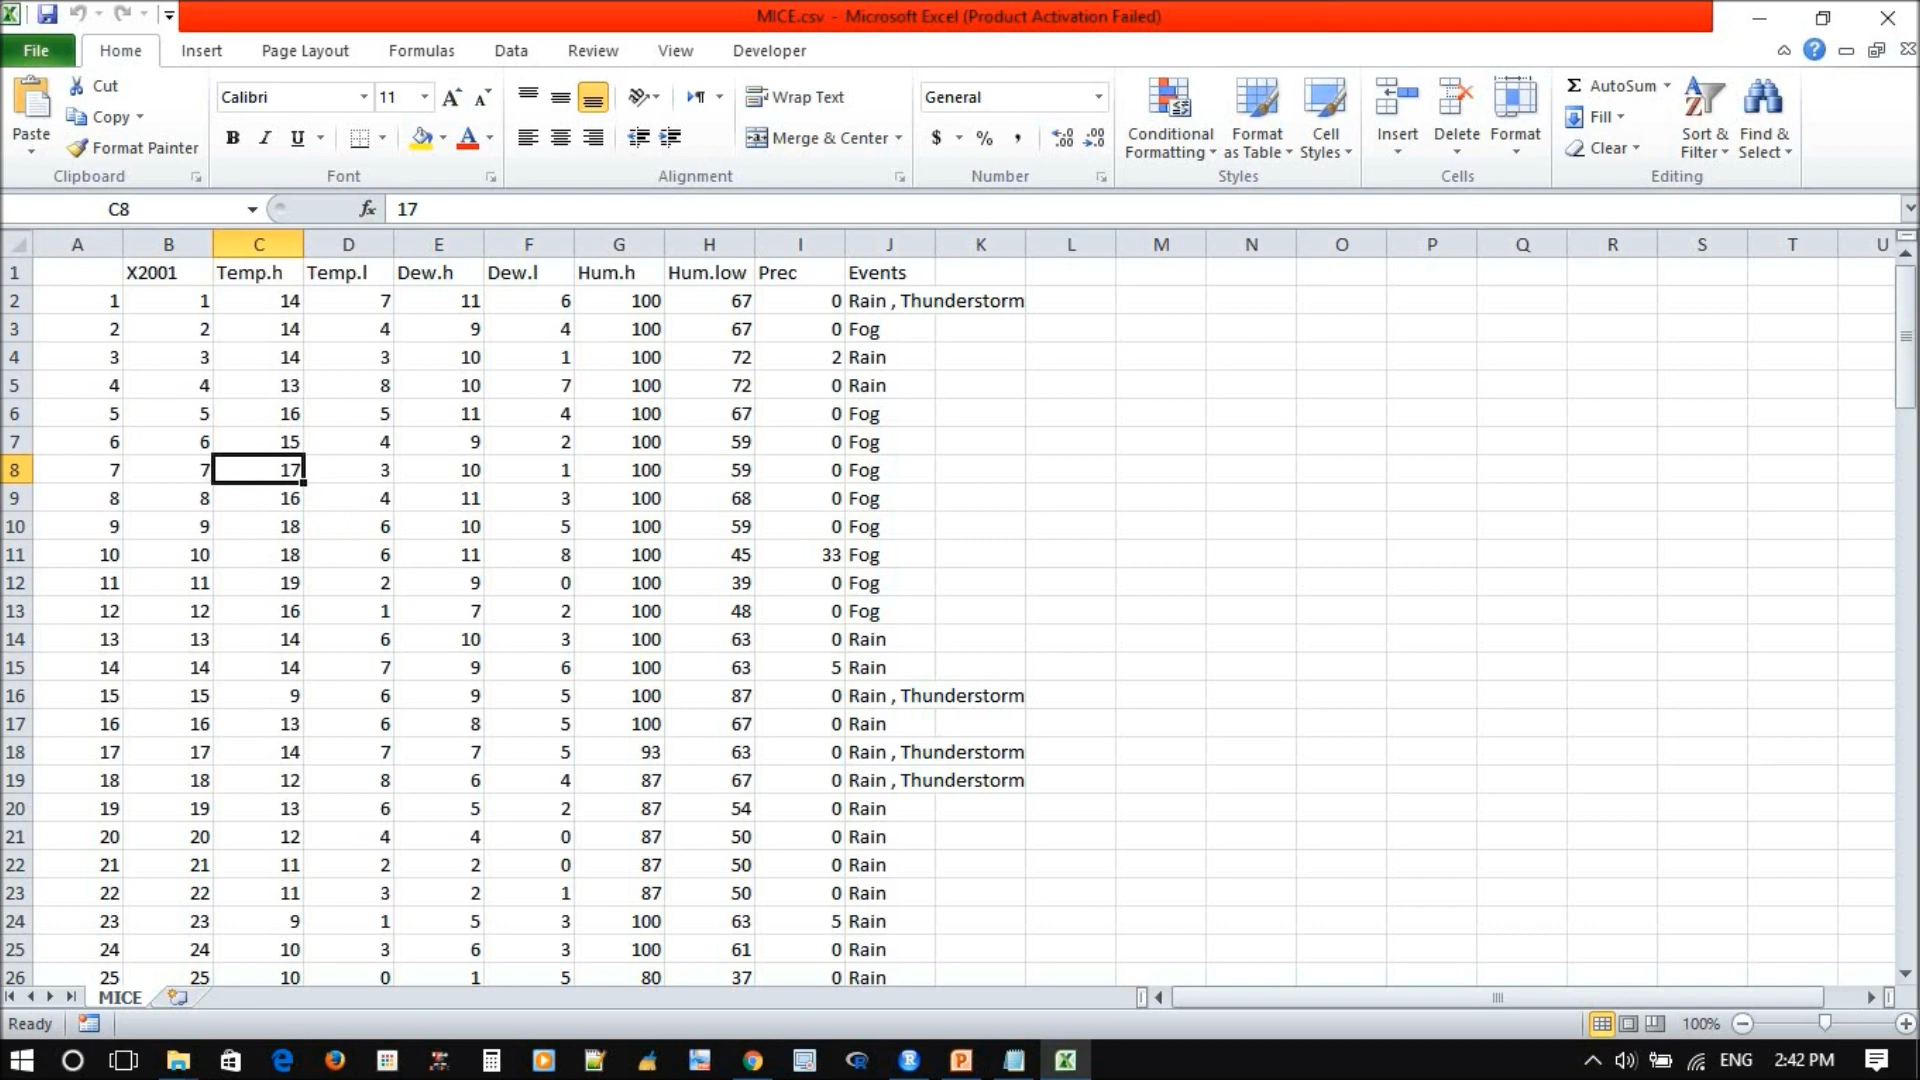 MICE.csv - Microsoft Excel (Product Activation Failed)
File Home Insert Page Layout Formulas Data Review View Developer
Paste
Cut
Copy
Format Painter
Clipboard
Calibri 11
B I U
Font
Wrap Text
Merge & Center
Alignment
General
$ % ,
Number
Conditional Formatting
Format as Table
Cell Styles
Styles
Insert Delete Format
Cells
Σ AutoSum
Fill
Clear
Sort & Filter
Find & Select
Editing
C8 fx 17
A B C D E F G H I J K L M N O P Q R S T U
1 X2001 Temp.h Temp.l Dew.h Dew.l Hum.h Hum.low Prec Events
2 1 1 14 7 11 6 100 67 0 Rain , Thunderstorm
3 2 2 14 4 9 4 100 67 0 Fog
4 3 3 14 3 10 1 100 72 2 Rain
5 4 4 13 8 10 7 100 72 0 Rain
6 5 5 16 5 11 4 100 67 0 Fog
7 6 6 15 4 9 2 100 59 0 Fog
8 7 7 17 3 10 1 100 59 0 Fog
9 8 8 16 4 11 3 100 68 0 Fog
10 9 9 18 6 10 5 100 59 0 Fog
11 10 10 18 6 11 8 100 45 33 Fog
12 11 11 19 2 9 0 100 39 0 Fog
13 12 12 16 1 7 2 100 48 0 Fog
14 13 13 14 6 10 3 100 63 0 Rain
15 14 14 14 7 9 6 100 63 5 Rain
16 15 15 9 6 9 5 100 87 0 Rain , Thunderstorm
17 16 16 13 6 8 5 100 67 0 Rain
18 17 17 14 7 7 5 93 63 0 Rain , Thunderstorm
19 18 18 12 8 6 4 87 67 0 Rain , Thunderstorm
20 19 19 13 6 5 2 87 54 0 Rain
21 20 20 12 4 4 0 87 50 0 Rain
22 21 21 11 2 2 0 87 50 0 Rain
23 22 22 11 3 2 1 87 50 0 Rain
24 23 23 9 1 5 3 100 63 5 Rain
25 24 24 10 3 6 3 100 61 0 Rain
26 25 25 10 0 1 5 80 37 0 Rain
MICE
Ready 100%
ENG 2:42 PM